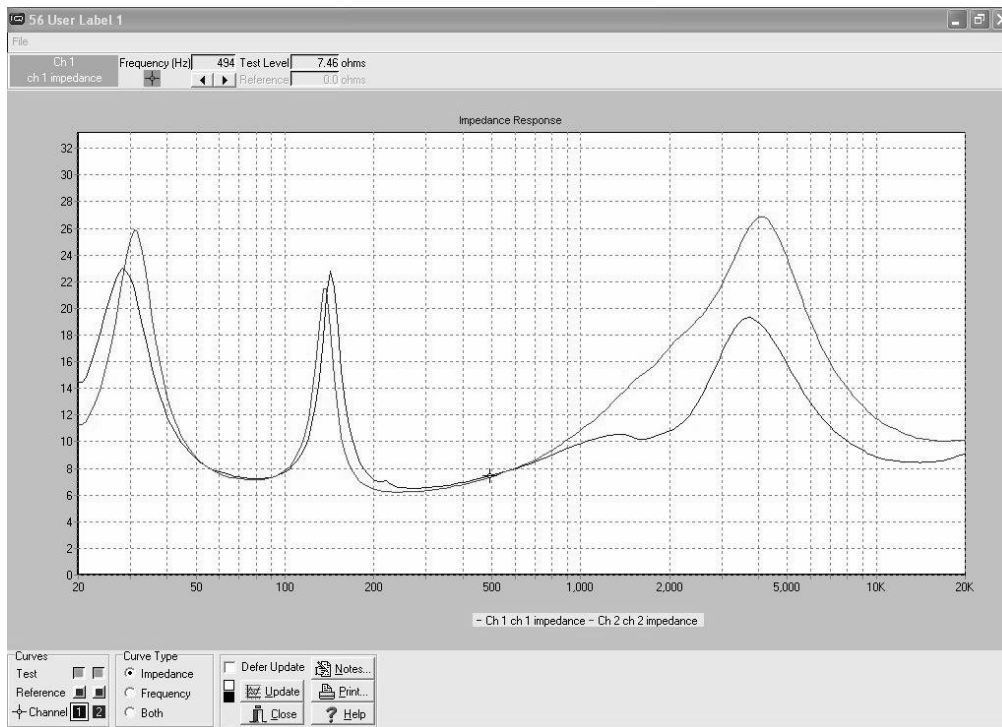 56 User Label 1
File
Ch 1
ch 1 impedance
Frequency (Hz) 494 Test Level 7.46 ohms
Reference 0.0 ohms
Impedance Response
32
30
28
26
24
22
20
18
16
14
12
10
8
6
4
2
0
20 50 100 200 500 1,000 2,000 5,000 10K 20K
- Ch 1 ch 1 impedance - Ch 2 ch 2 impedance
Curves
Test
Reference
Channel 1 2
Curve Type
Impedance
Frequency
Both
Defer Update
Update
Close
Notes...
Print...
? Help